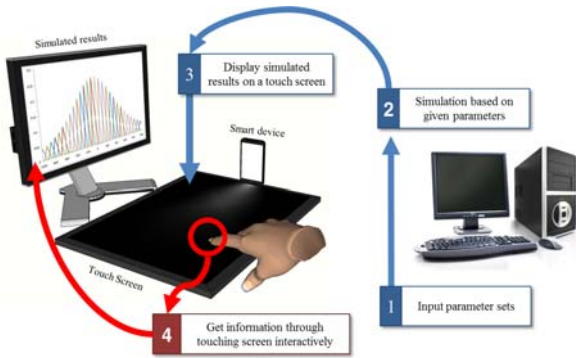 Simulated results
3
Display simulated
results on a touch screen
2
Simulation based on
given parameters
Smart device
Touch Screen
1
Input parameter sets
4
Get information through
touching screen interactively